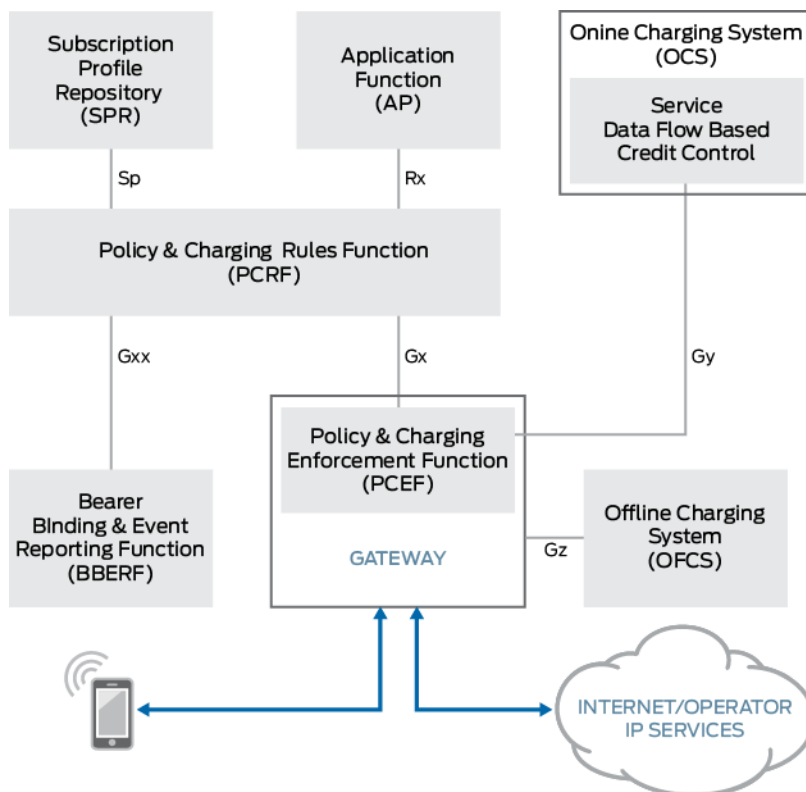 Subscription
Profile
Repository
(SPR)
Application
Function
(AP)
Onine Charging System
(OCS)
Service
Data Flow Based
Credit Control
Sp
Rx
Policy & Charging Rules Function
(PCRF)
Gxx
Gx
Gy
Policy & Charging
Enforcement Function
(PCEF)
GATEWAY
Bearer
BInding & Event
Reporting Function
(BBERF)
Gz
Offline Charging
System
(OFCS)
INTERNET/OPERATOR
IP SERVICES